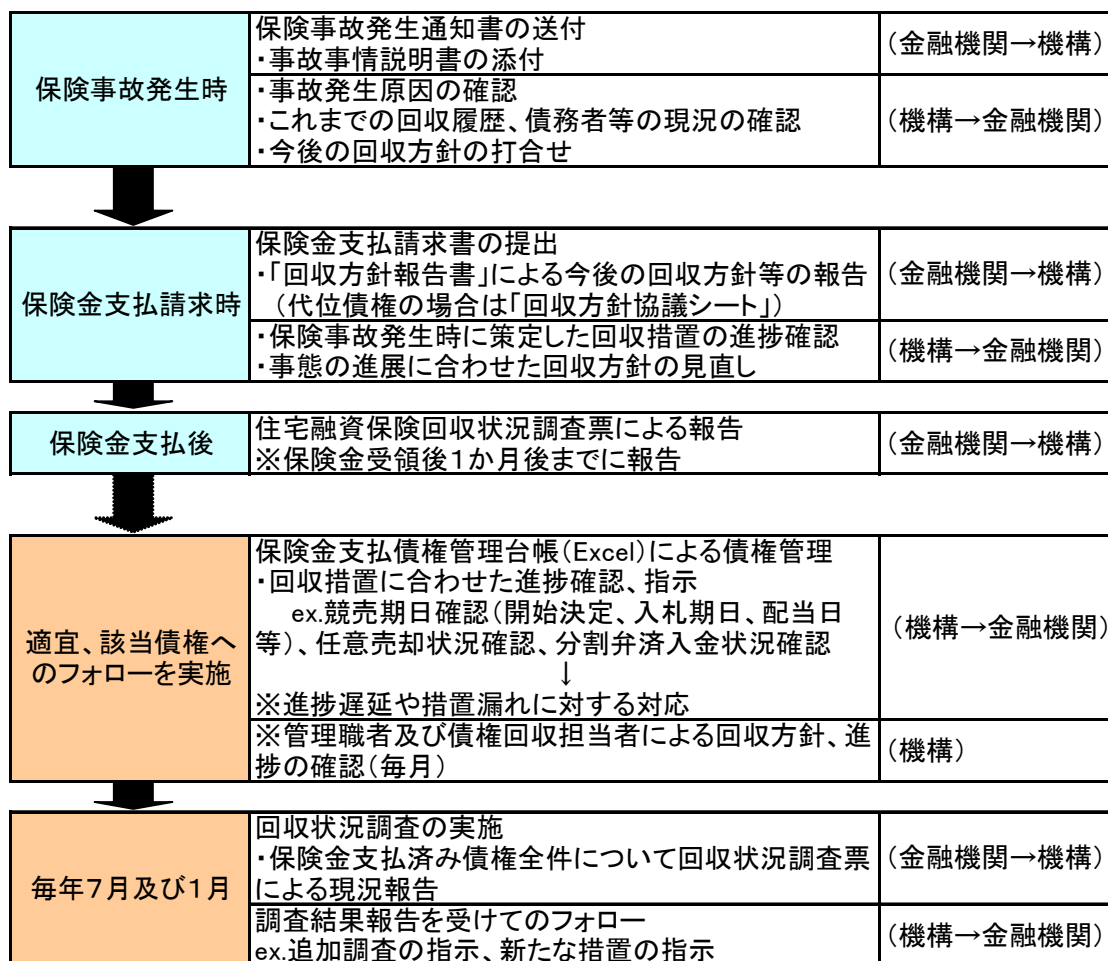 保険事故発生時
保険事故発生通知書の送付
・事故事情説明書の添付
（金融機関→機構）
・事故発生原因の確認
・これまでの回収履歴、債務者等の現況の確認
・今後の回収方針の打合せ
（機構→金融機関）
保険金支払請求時
保険金支払請求書の提出
・「回収方針報告書」による今後の回収方針等の報告
（代位債権の場合は「回収方針協議シート」）
（金融機関→機構）
・保険事故発生時に策定した回収措置の進捗確認
・事態の進展に合わせた回収方針の見直し
（機構→金融機関）
保険金支払後
住宅融資保険回収状況調査票による報告
※保険金受領後１か月後までに報告
（金融機関→機構）
適宜、該当債権へ
のフォローを実施
保険金支払債権管理台帳（Excel）による債権管理
・回収措置に合わせた進捗確認、指示
ex.競売期日確認（開始決定、入札期日、配当日
等）、任意売却状況確認、分割弁済入金状況確認
↓
※進捗遅延や措置漏れに対する対応
（機構→金融機関）
※管理職者及び債権回収担当者による回収方針、進
捗の確認（毎月）
（機構）
毎年７月及び１月
回収状況調査の実施
・保険金支払済み債権全件について回収状況調査票
による現況報告
（金融機関→機構）
調査結果報告を受けてのフォロー
ex.追加調査の指示、新たな措置の指示
（機構→金融機関）